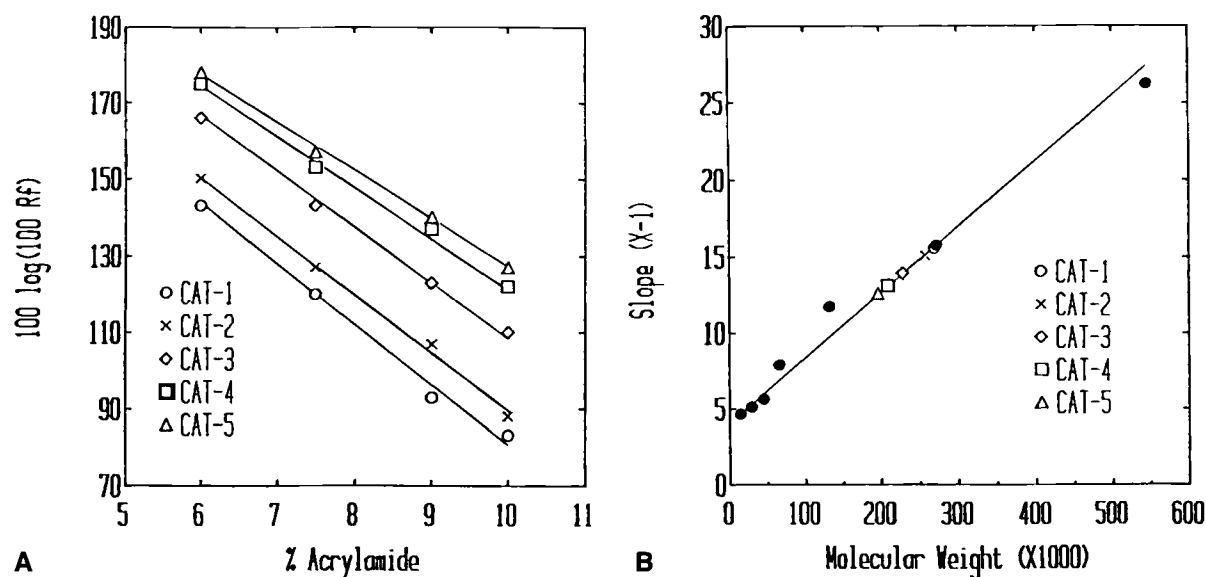 190
170
150
130
110
90
70
5
6
7
8
9
10
11
100 log(100 Rf)
% Acrylamide
CAT-1
CAT-2
CAT-3
CAT-4
CAT-5
A
30
25
20
15
10
5
0
0
100
200
300
400
500
600
Slope (X-1)
Molecular Weight (X1000)
CAT-1
CAT-2
CAT-3
CAT-4
CAT-5
B